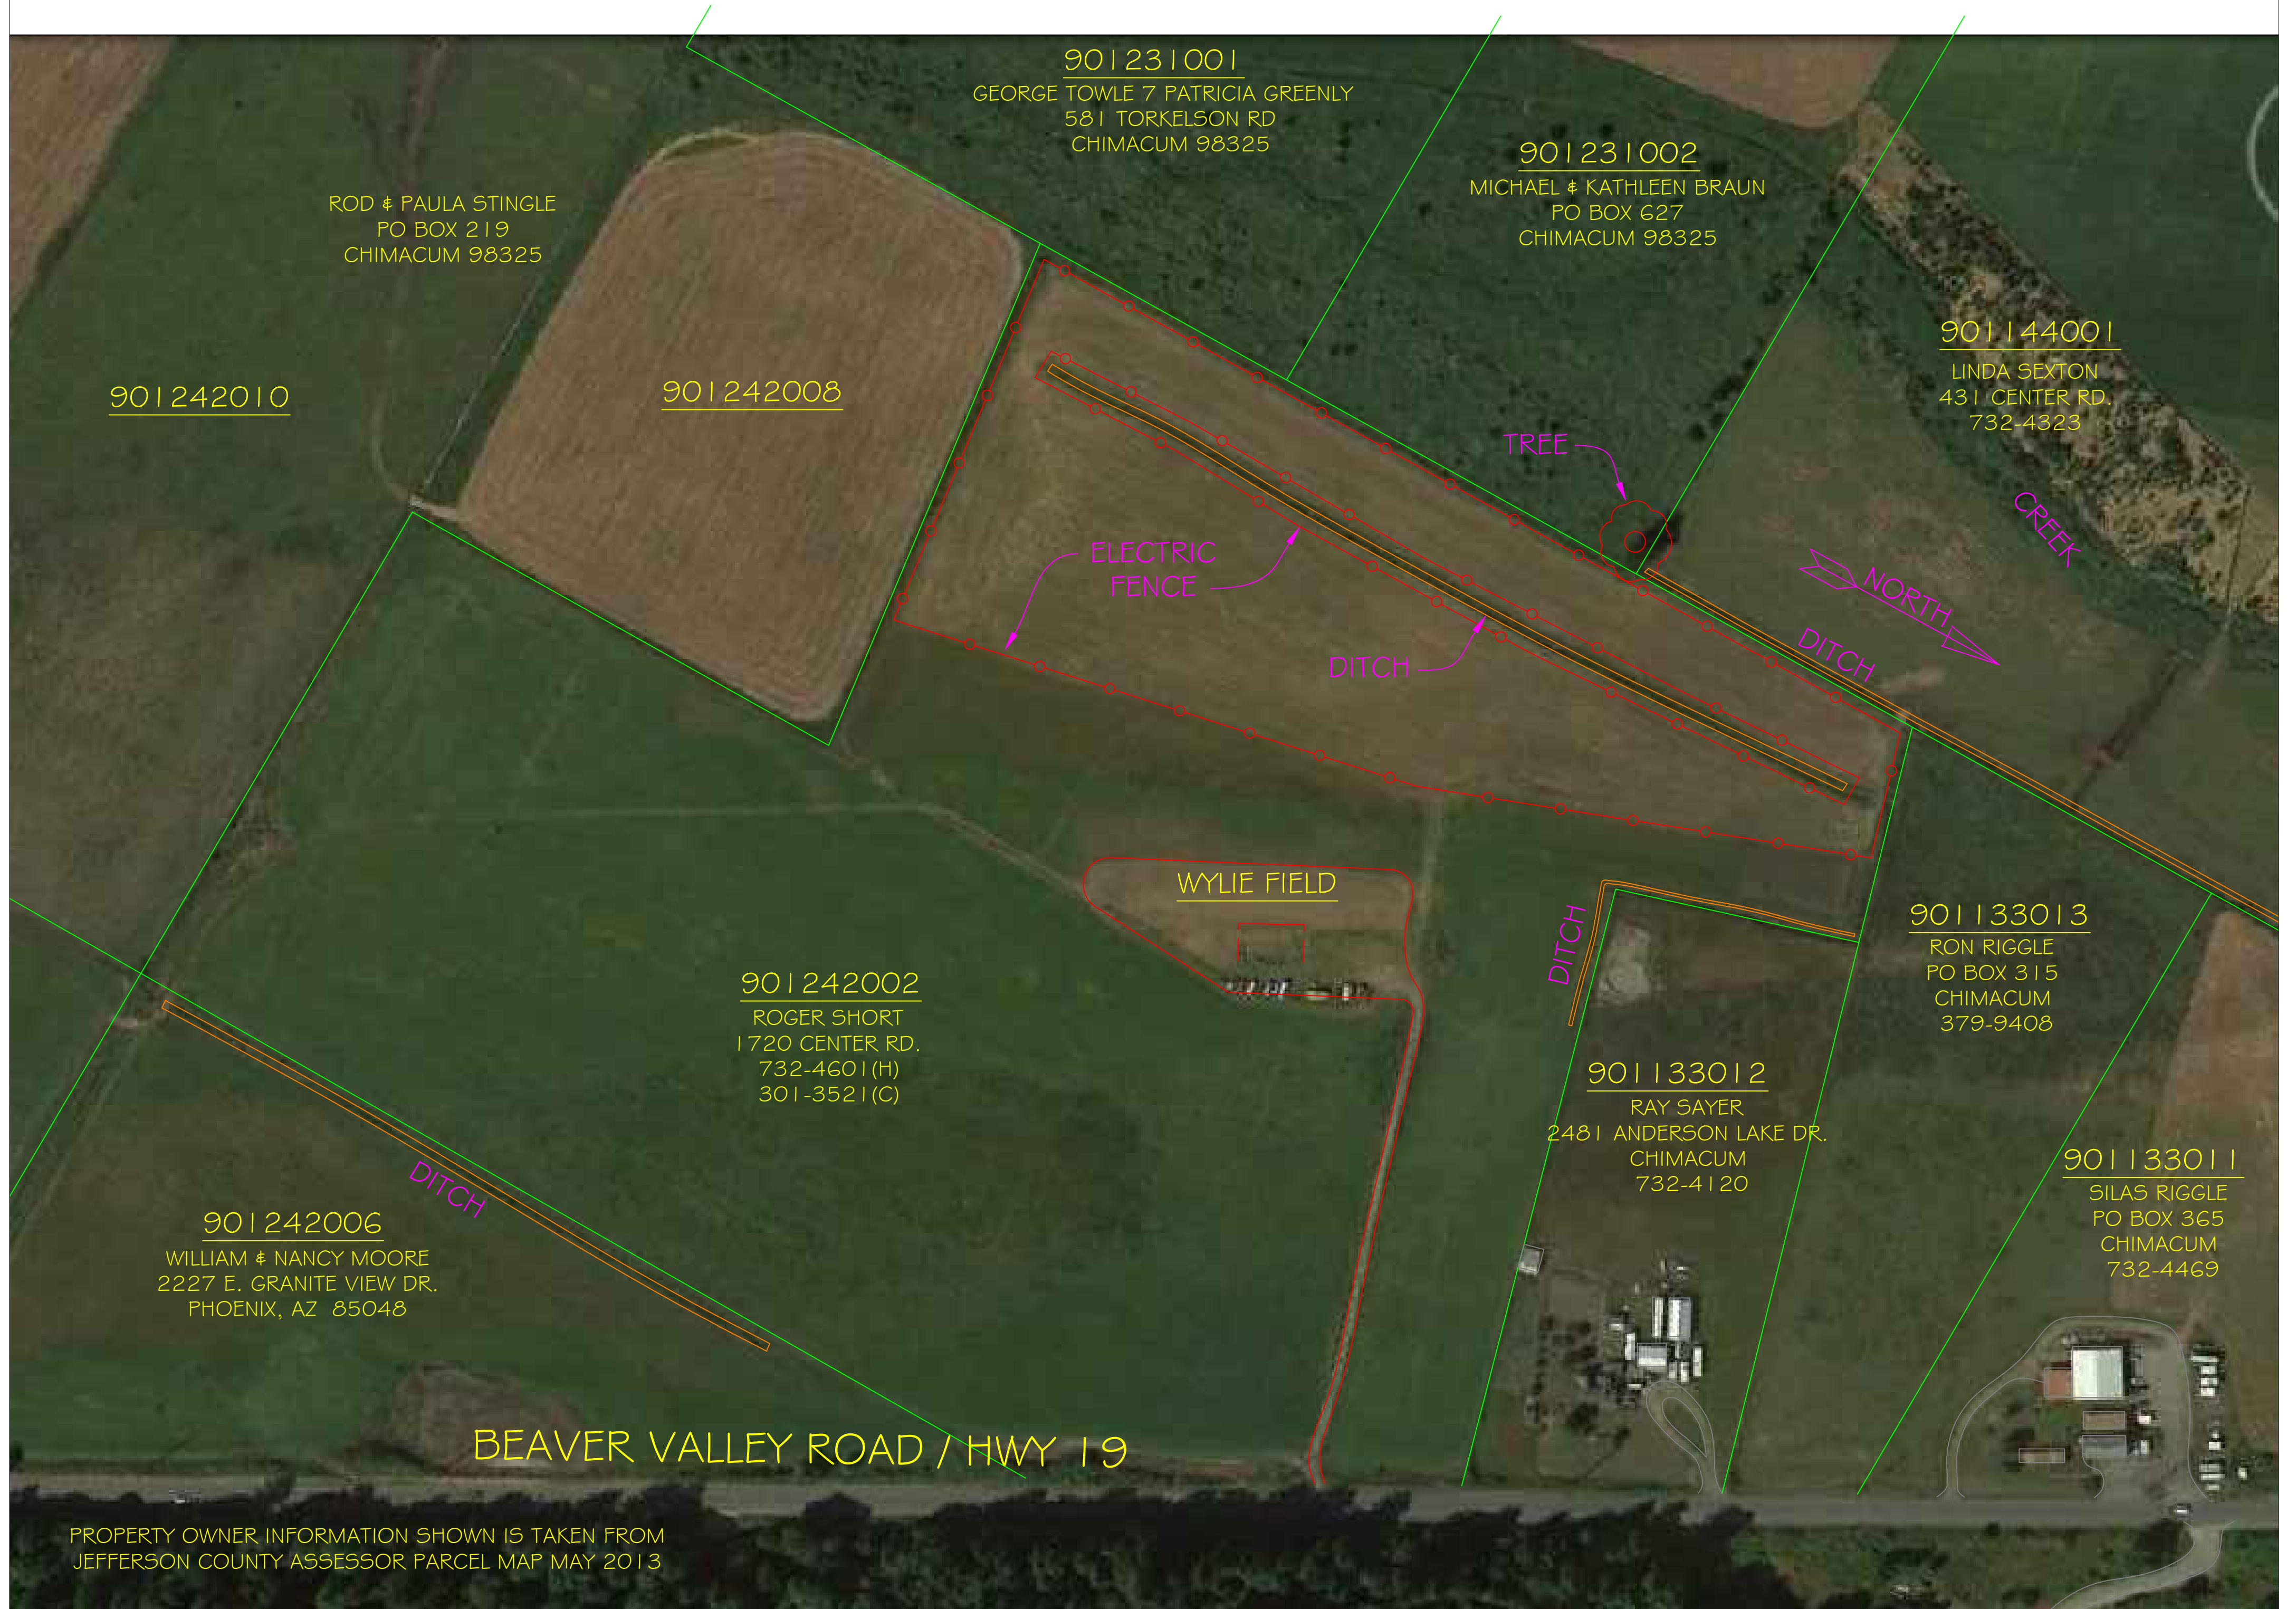 901231001
GEORGE TOWLE 7 PATRICIA GREENLY
581 TORKELSON RD
CHIMACUM 98325
901231002
MICHAEL & KATHLEEN BRAUN
PO BOX 627
CHIMACUM 98325
ROD & PAULA STINGLE
PO BOX 219
CHIMACUM 98325
901144001
LINDA SEXTON
431 CENTER RD.
732-4323
901242010
901242008
TREE
CREEK
ELECTRIC
FENCE
NORTH
DITCH
DITCH
WYLIE FIELD
DITCH
901133013
RON RIGGLE
PO BOX 315
CHIMACUM
379-9408
901242002
ROGER SHORT
1720 CENTER RD.
732-4601(H)
301-3521(C)
901133012
RAY SAYER
2481 ANDERSON LAKE DR.
CHIMACUM
732-4120
901133011
SILAS RIGGLE
PO BOX 365
CHIMACUM
732-4469
DITCH
901242006
WILLIAM & NANCY MOORE
2227 E. GRANITE VIEW DR.
PHOENIX, AZ 85048
BEAVER VALLEY ROAD / HWY 19
PROPERTY OWNER INFORMATION SHOWN IS TAKEN FROM
JEFFERSON COUNTY ASSESSOR PARCEL MAP MAY 2013